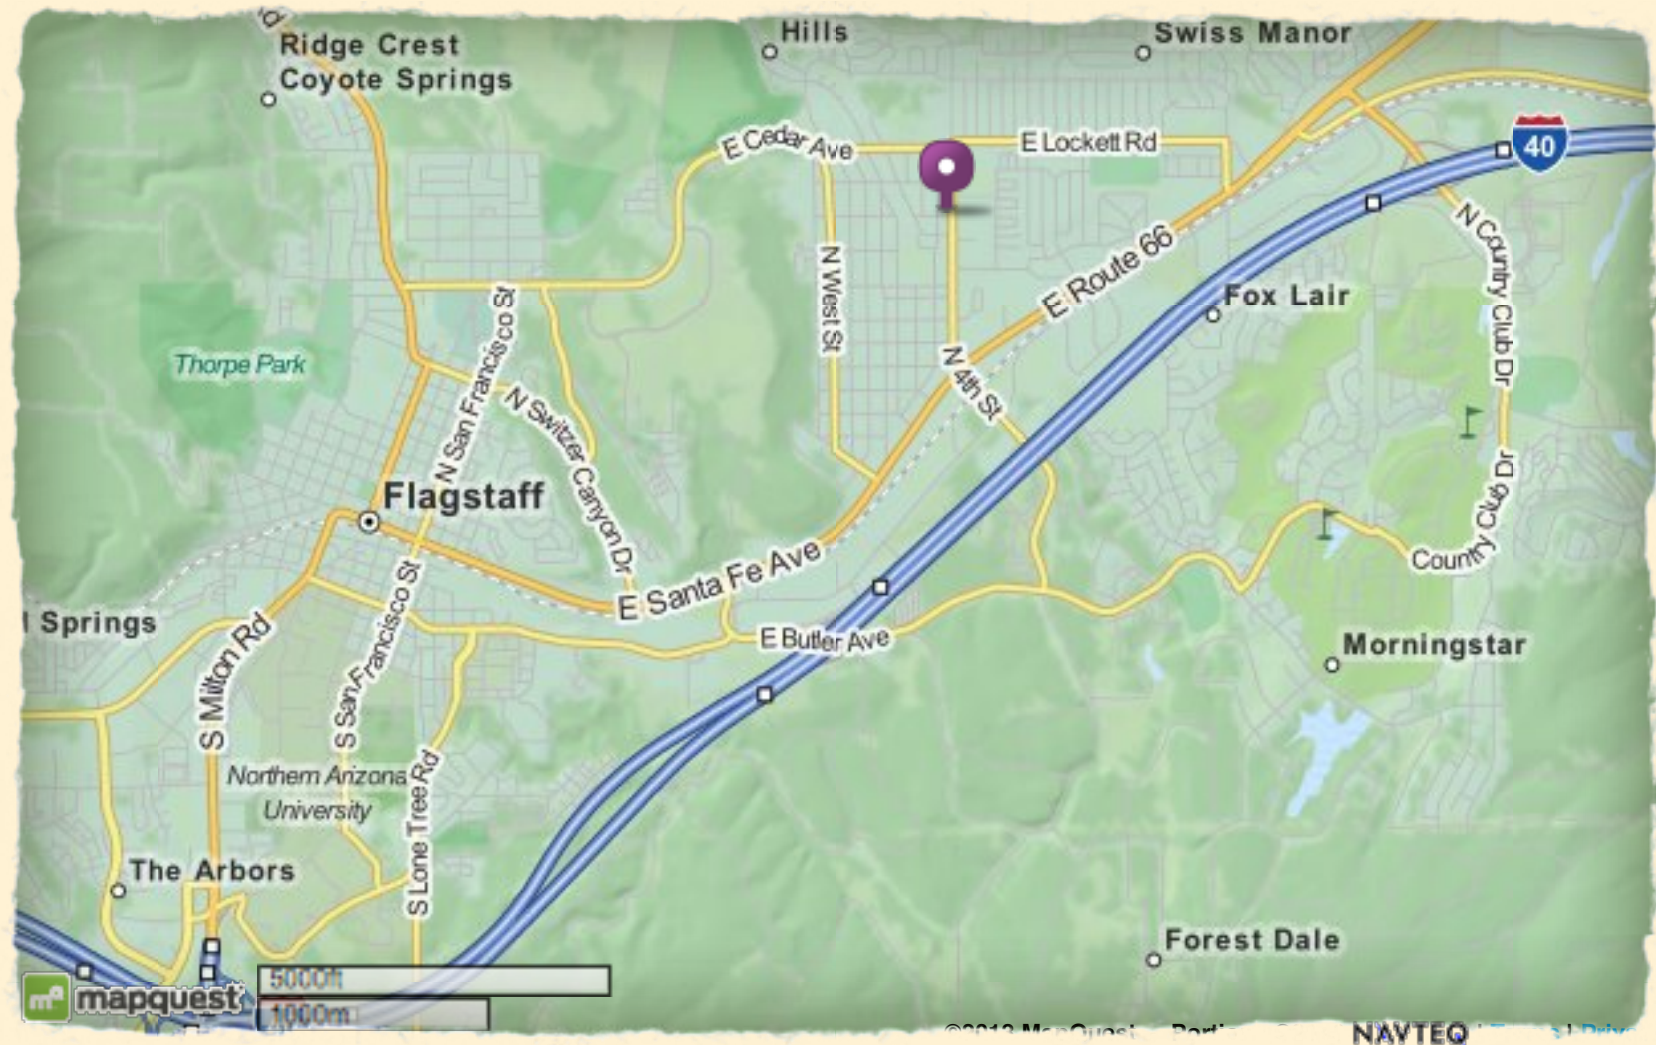 Ridge Crest
Coyote Springs
Hills
Swiss Manor
E Cedar Ave
E Lockett Rd
40
N Country Club Dr
E Route 66
Fox Lair
N West St
N San Francisco St
Thorpe Park
N 4th St
N Switzer Canyon Dr
Flagstaff
Country Club Dr
E Santa Fe Ave
Springs
E Butler Ave
Morningstar
S Milton Rd
S San Francisco St
Northern Arizona
University
S Lone Tree Rd
The Arbors
Forest Dale
5000ft
mapquest
1000m
©2013 MapQuest
NAVTEQ